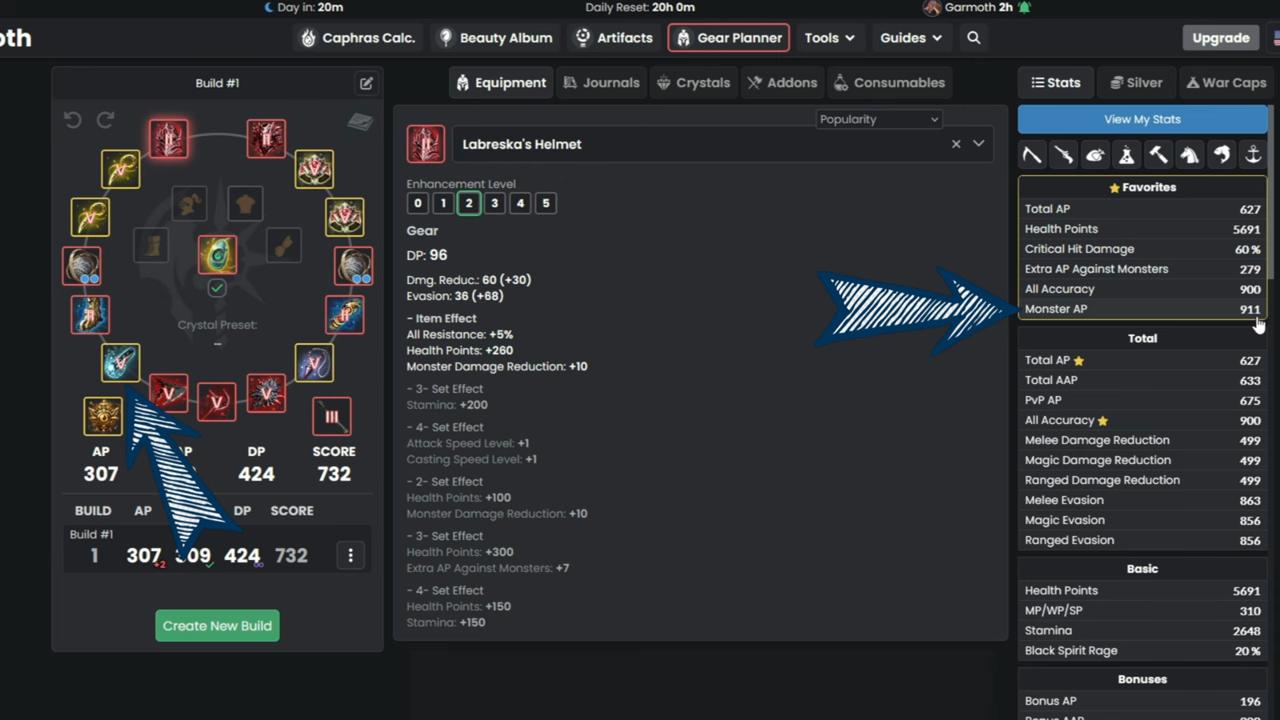 Day in: 20m
Daily Reset: 20h 0m
Garmoth 2h
oth
Caphras Calc.
Beauty Album
Artifacts
Gear Planner
Tools
Guides
Upgrade
Build #1
Equipment
Journals
Crystals
Addons
Consumables
Stats
Silver
War Caps
Popularity
View My Stats
Labreska's Helmet
Enhancement Level
0 1 2 3 4 5
Gear
DP: 96
Dmg. Reduc.: 60 (+30)
Evasion: 36 (+68)
- Item Effect
All Resistance: +5%
Health Points: +260
Monster Damage Reduction: +10
- 3- Set Effect
Stamina: +200
- 4- Set Effect
Attack Speed Level: +1
Casting Speed Level: +1
- 2- Set Effect
Health Points: +100
Monster Damage Reduction: +10
- 3- Set Effect
Health Points: +300
Extra AP Against Monsters: +7
- 4- Set Effect
Health Points: +150
Stamina: +150
II
II
V
V
V
V
V
V
V
III
Crystal Preset:
--
AP DP SCORE
307 424 732
BUILD AP DP SCORE
Build #1
1 307 +2 309 424 732
Create New Build
Favorites
Total AP 627
Health Points 5691
Critical Hit Damage 60 %
Extra AP Against Monsters 279
All Accuracy 900
Monster AP 911
Total
Total AP 627
Total AAP 633
PvP AP 675
All Accuracy 900
Melee Damage Reduction 499
Magic Damage Reduction 499
Ranged Damage Reduction 499
Melee Evasion 863
Magic Evasion 856
Ranged Evasion 856
Basic
Health Points 5691
MP/WP/SP 310
Stamina 2648
Black Spirit Rage 20 %
Bonuses
Bonus AP 196